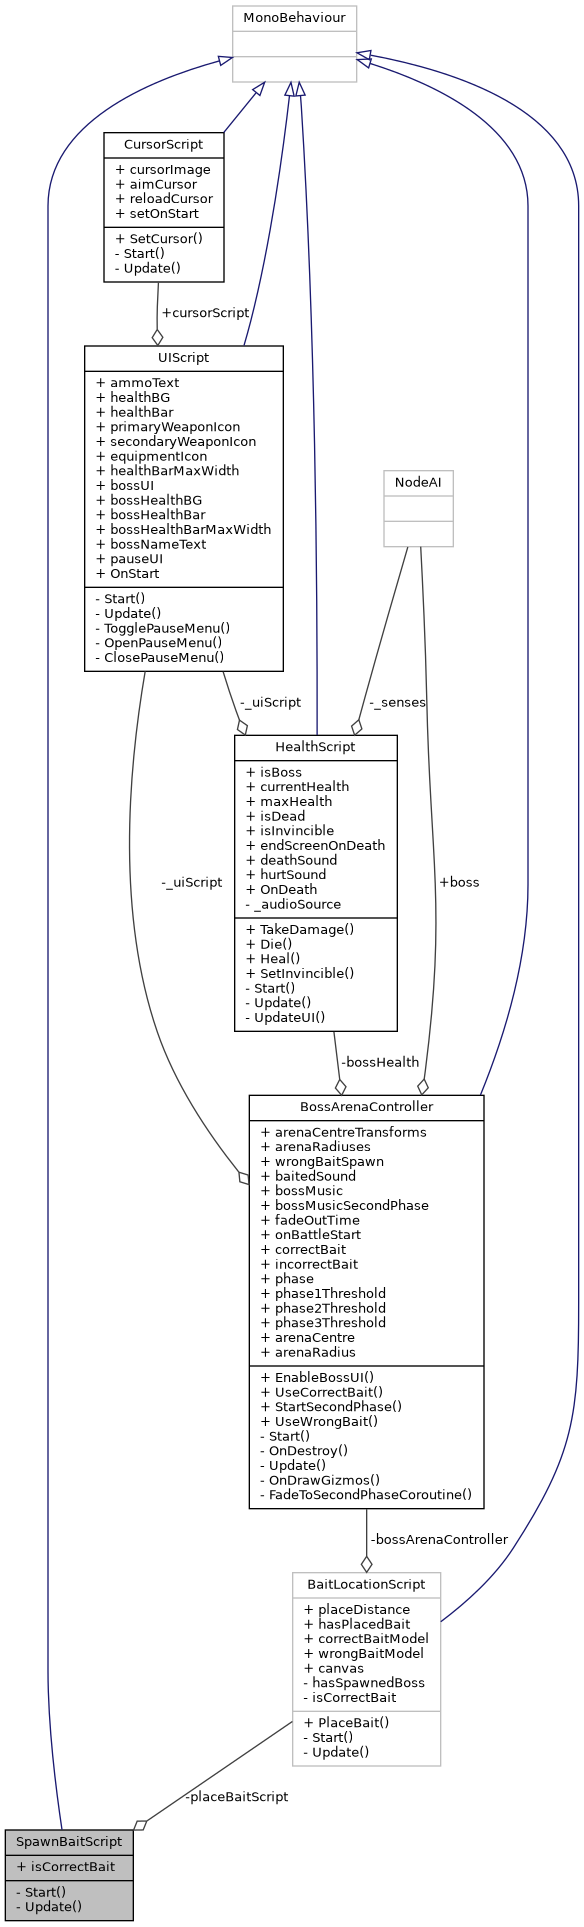 MonoBehaviour
CursorScript
+ cursorImage
+ aimCursor
+ reloadCursor
+ setOnStart
+ SetCursor()
- Start()
- Update()
+cursorScript
UIScript
+ ammoText
+ healthBG
+ healthBar
+ primaryWeaponIcon
+ secondaryWeaponIcon
+ equipmentIcon
+ healthBarMaxWidth
+ bossUI
+ bossHealthBG
+ bossHealthBar
+ bossHealthBarMaxWidth
+ bossNameText
+ pauseUI
+ OnStart
- Start()
- Update()
- TogglePauseMenu()
- OpenPauseMenu()
- ClosePauseMenu()
NodeAI
-_uiScript
-_senses
HealthScript
+ isBoss
+ currentHealth
+ maxHealth
+ isDead
+ isInvincible
+ endScreenOnDeath
+ deathSound
+ hurtSound
+ OnDeath
- _audioSource
+ TakeDamage()
+ Die()
+ Heal()
+ SetInvincible()
- Start()
- Update()
- UpdateUI()
-_uiScript
+boss
-bossHealth
BossArenaController
+ arenaCentreTransforms
+ arenaRadiuses
+ wrongBaitSpawn
+ baitedSound
+ bossMusic
+ bossMusicSecondPhase
+ fadeOutTime
+ onBattleStart
+ correctBait
+ incorrectBait
+ phase
+ phase1Threshold
+ phase2Threshold
+ phase3Threshold
+ arenaCentre
+ arenaRadius
+ EnableBossUI()
+ UseCorrectBait()
+ StartSecondPhase()
+ UseWrongBait()
- Start()
- OnDestroy()
- Update()
- OnDrawGizmos()
- FadeToSecondPhaseCoroutine()
-bossArenaController
BaitLocationScript
+ placeDistance
+ hasPlacedBait
+ correctBaitModel
+ wrongBaitModel
+ canvas
- hasSpawnedBoss
- isCorrectBait
+ PlaceBait()
- Start()
- Update()
-placeBaitScript
SpawnBaitScript
+ isCorrectBait
- Start()
- Update()